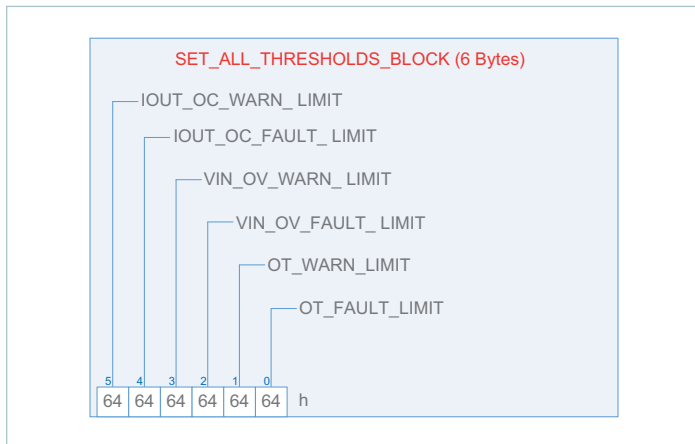 SET_ALL_THRESHOLDS_BLOCK (6 Bytes)
IOUT_OC_WARN_ LIMIT
IOUT_OC_FAULT_ LIMIT
VIN_OV_WARN_ LIMIT
VIN_OV_FAULT_ LIMIT
OT_WARN_LIMIT
OT_FAULT_LIMIT
5 4 3 2 1 0
64 64 64 64 64 64 h